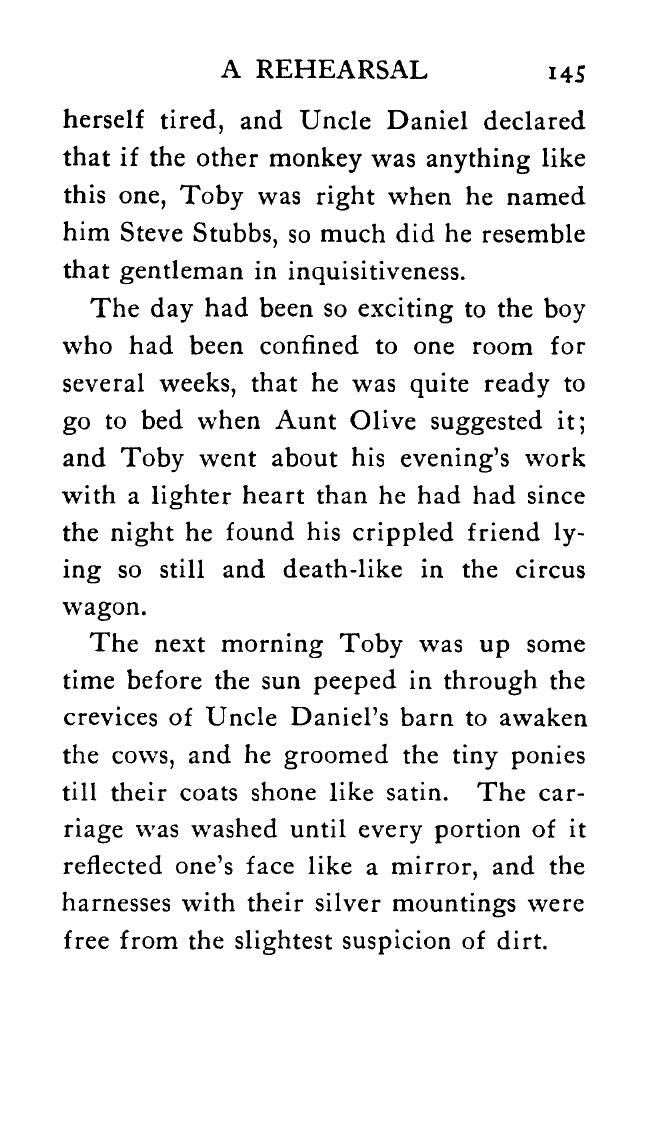 A REHEARSAL 145
herself tired, and Uncle Daniel declared
that if the other monkey was anything like
this one, Toby was right when he named
him Steve Stubbs, so much did he resemble
that gentleman in inquisitiveness.
The day had been so exciting to the boy
who had been confined to one room for
several weeks, that he was quite ready to
go to bed when Aunt Olive suggested it;
and Toby went about his evening's work
with a lighter heart than he had had since
the night he found his crippled friend ly-
ing so still and death-like in the circus
wagon.
The next morning Toby was up some
time before the sun peeped in through the
crevices of Uncle Daniel's barn to awaken
the cows, and he groomed the tiny ponies
till their coats shone like satin. The car-
riage was washed until every portion of it
reflected one's face like a mirror, and the
harnesses with their silver mountings were
free from the slightest suspicion of dirt.